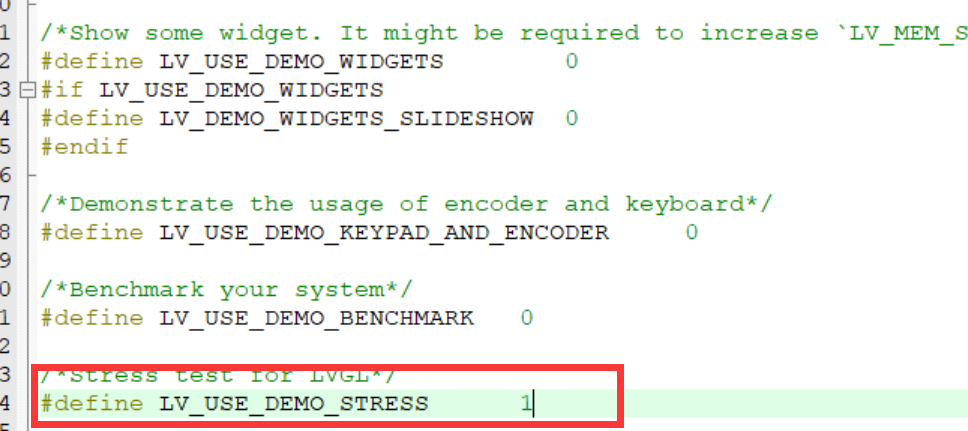 0
1 /*Show some widget. It might be required to increase `LV_MEM_S
2 #define LV_USE_DEMO_WIDGETS 0
3 #if LV_USE_DEMO_WIDGETS
4 #define LV_DEMO_WIDGETS_SLIDESHOW 0
5 #endif
6
7 /*Demonstrate the usage of encoder and keyboard*/
8 #define LV_USE_DEMO_KEYPAD_AND_ENCODER 0
9
0 /*Benchmark your system*/
1 #define LV_USE_DEMO_BENCHMARK 0
2
3 /*Stress test for LVGL*/
4 #define LV_USE_DEMO_STRESS 1